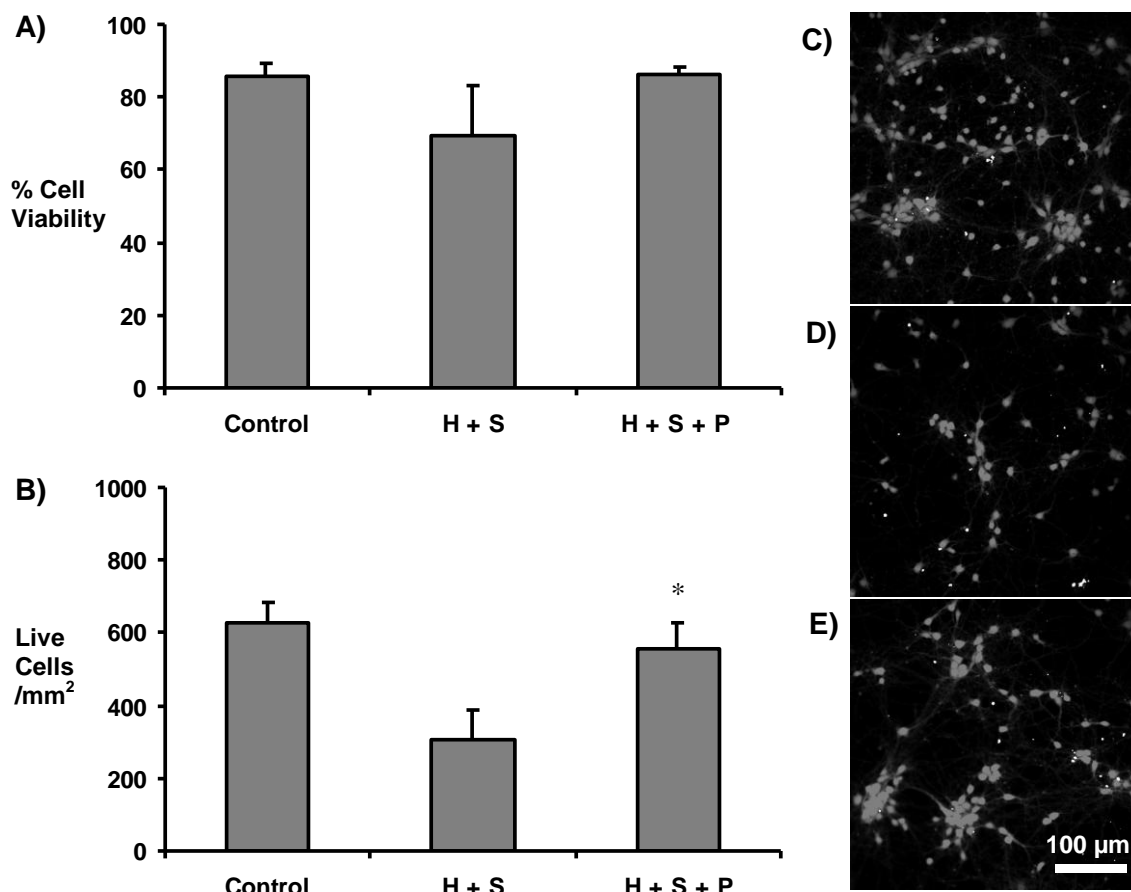 A)
100
80
60
40
20
0
% Cell
Viability
Control
H + S
H + S + P
B)
1000
800
600
400
200
0
Live
Cells
/mm²
*
Control
H + S
H + S + P
C)
D)
E)
100 µm